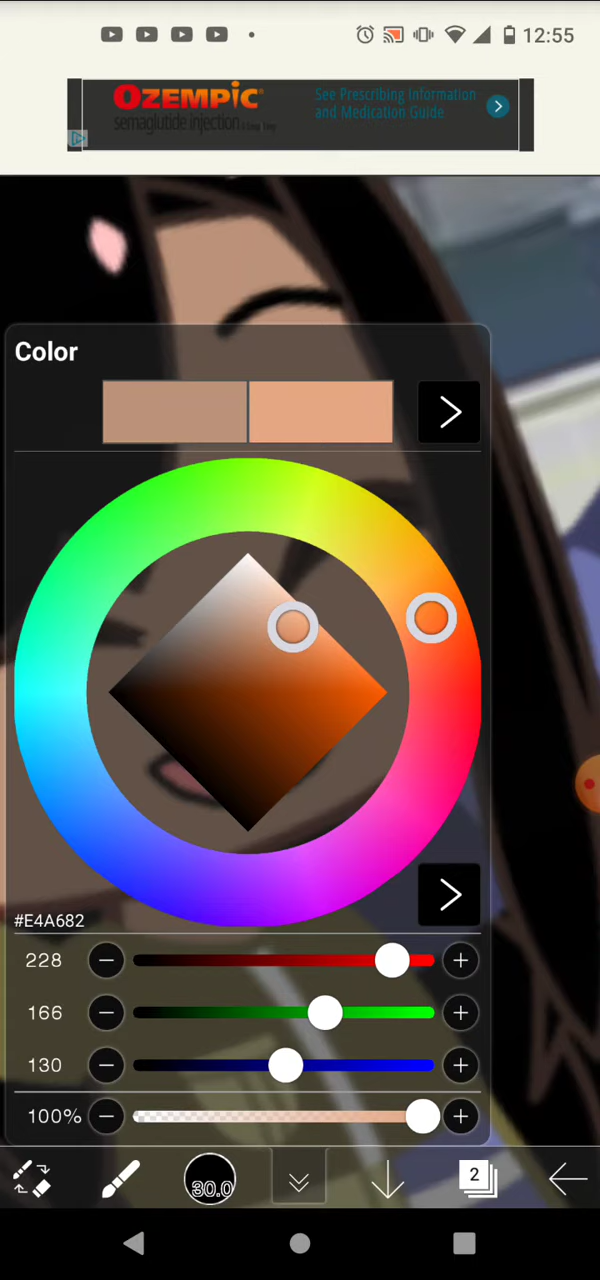 12:55
OZEMPIC
semaglutide injection
See Prescribing Information
and Medication Guide
Color
#E4A682
228
166
130
100%
30.0
2